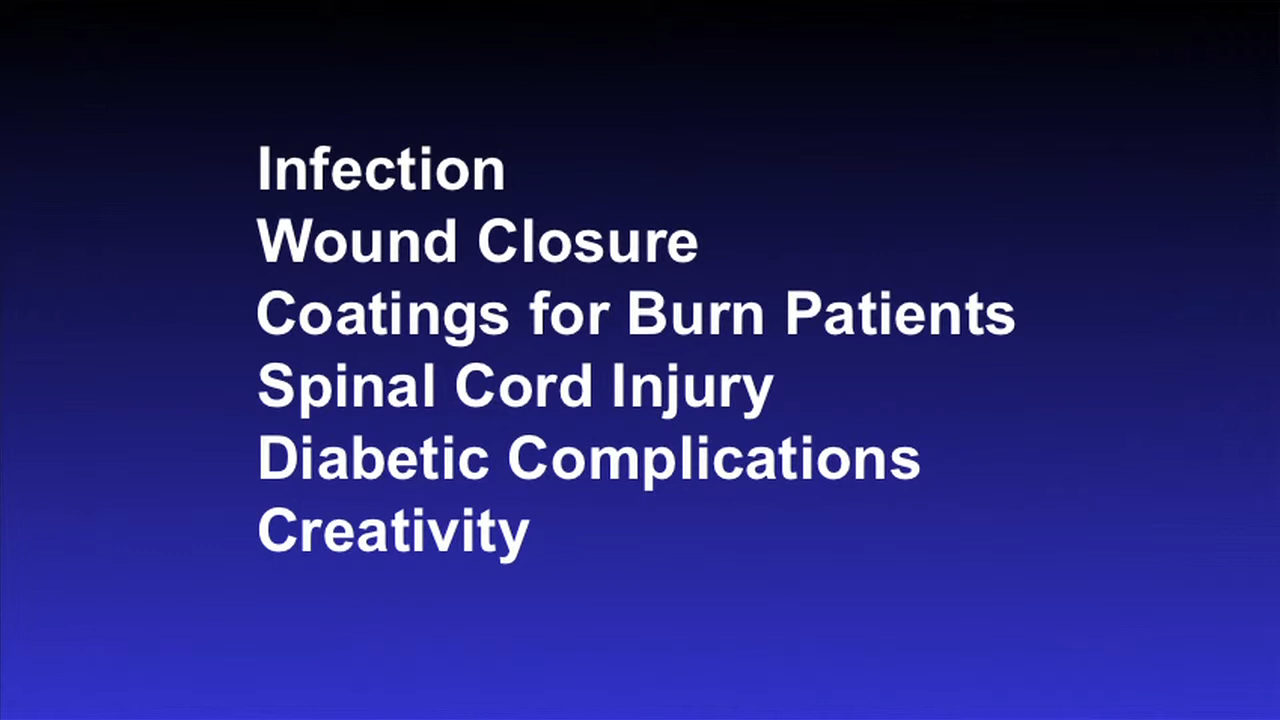 Infection
Wound Closure
Coatings for Burn Patients
Spinal Cord Injury
Diabetic Complications
Creativity